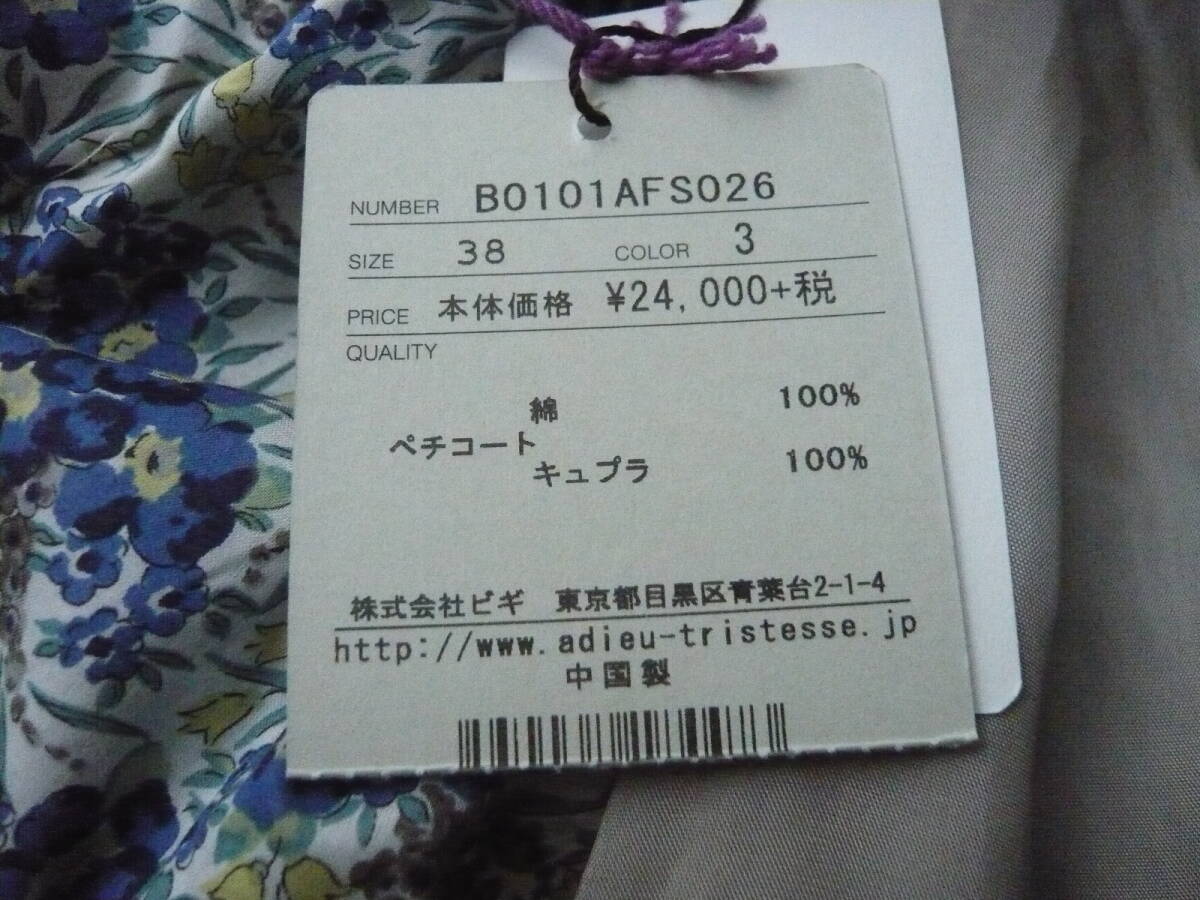 NUMBER B0101AFS026
SIZE 38 COLOR 3
PRICE 本体価格 ¥24,000+税
QUALITY
綿 100%
ペチコート
キュプラ 100%
株式会社ビギ 東京都目黒区青葉台2-1-4
http://www.adieu-tristesse.jp
中国製